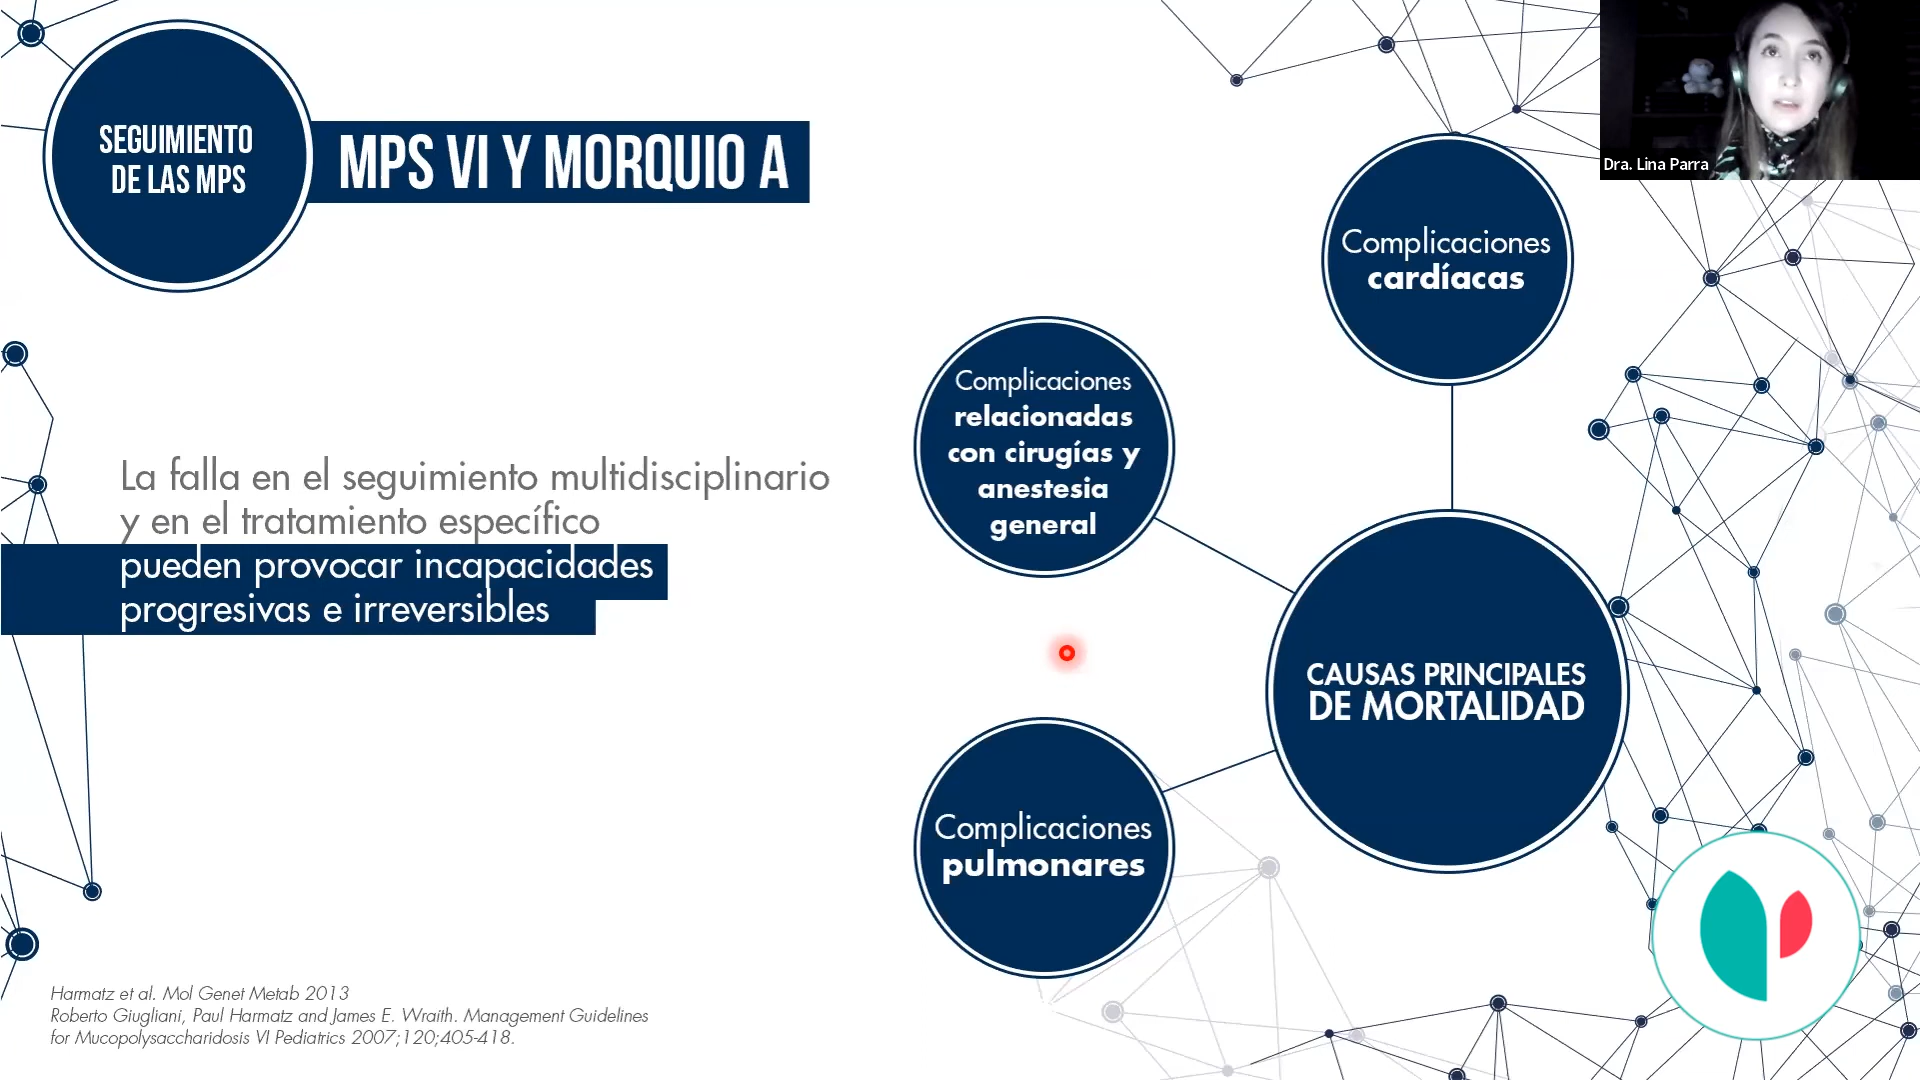 SEGUIMIENTO
DE LAS MPS
MPS VI Y MORQUIO A
La falla en el seguimiento multidisciplinario
y en el tratamiento específico
pueden provocar incapacidades
progresivas e irreversibles
Complicaciones
cardíacas
Complicaciones
relacionadas
con cirugías y
anestesia
general
CAUSAS PRINCIPALES
DE MORTALIDAD
Complicaciones
pulmonares
Dra. Lina Parra
Harmatz et al. Mol Genet Metab 2013
Roberto Giugliani, Paul Harmatz and James E. Wraith. Management Guidelines
for Mucopolysaccharidosis VI Pediatrics 2007;120;405-418.